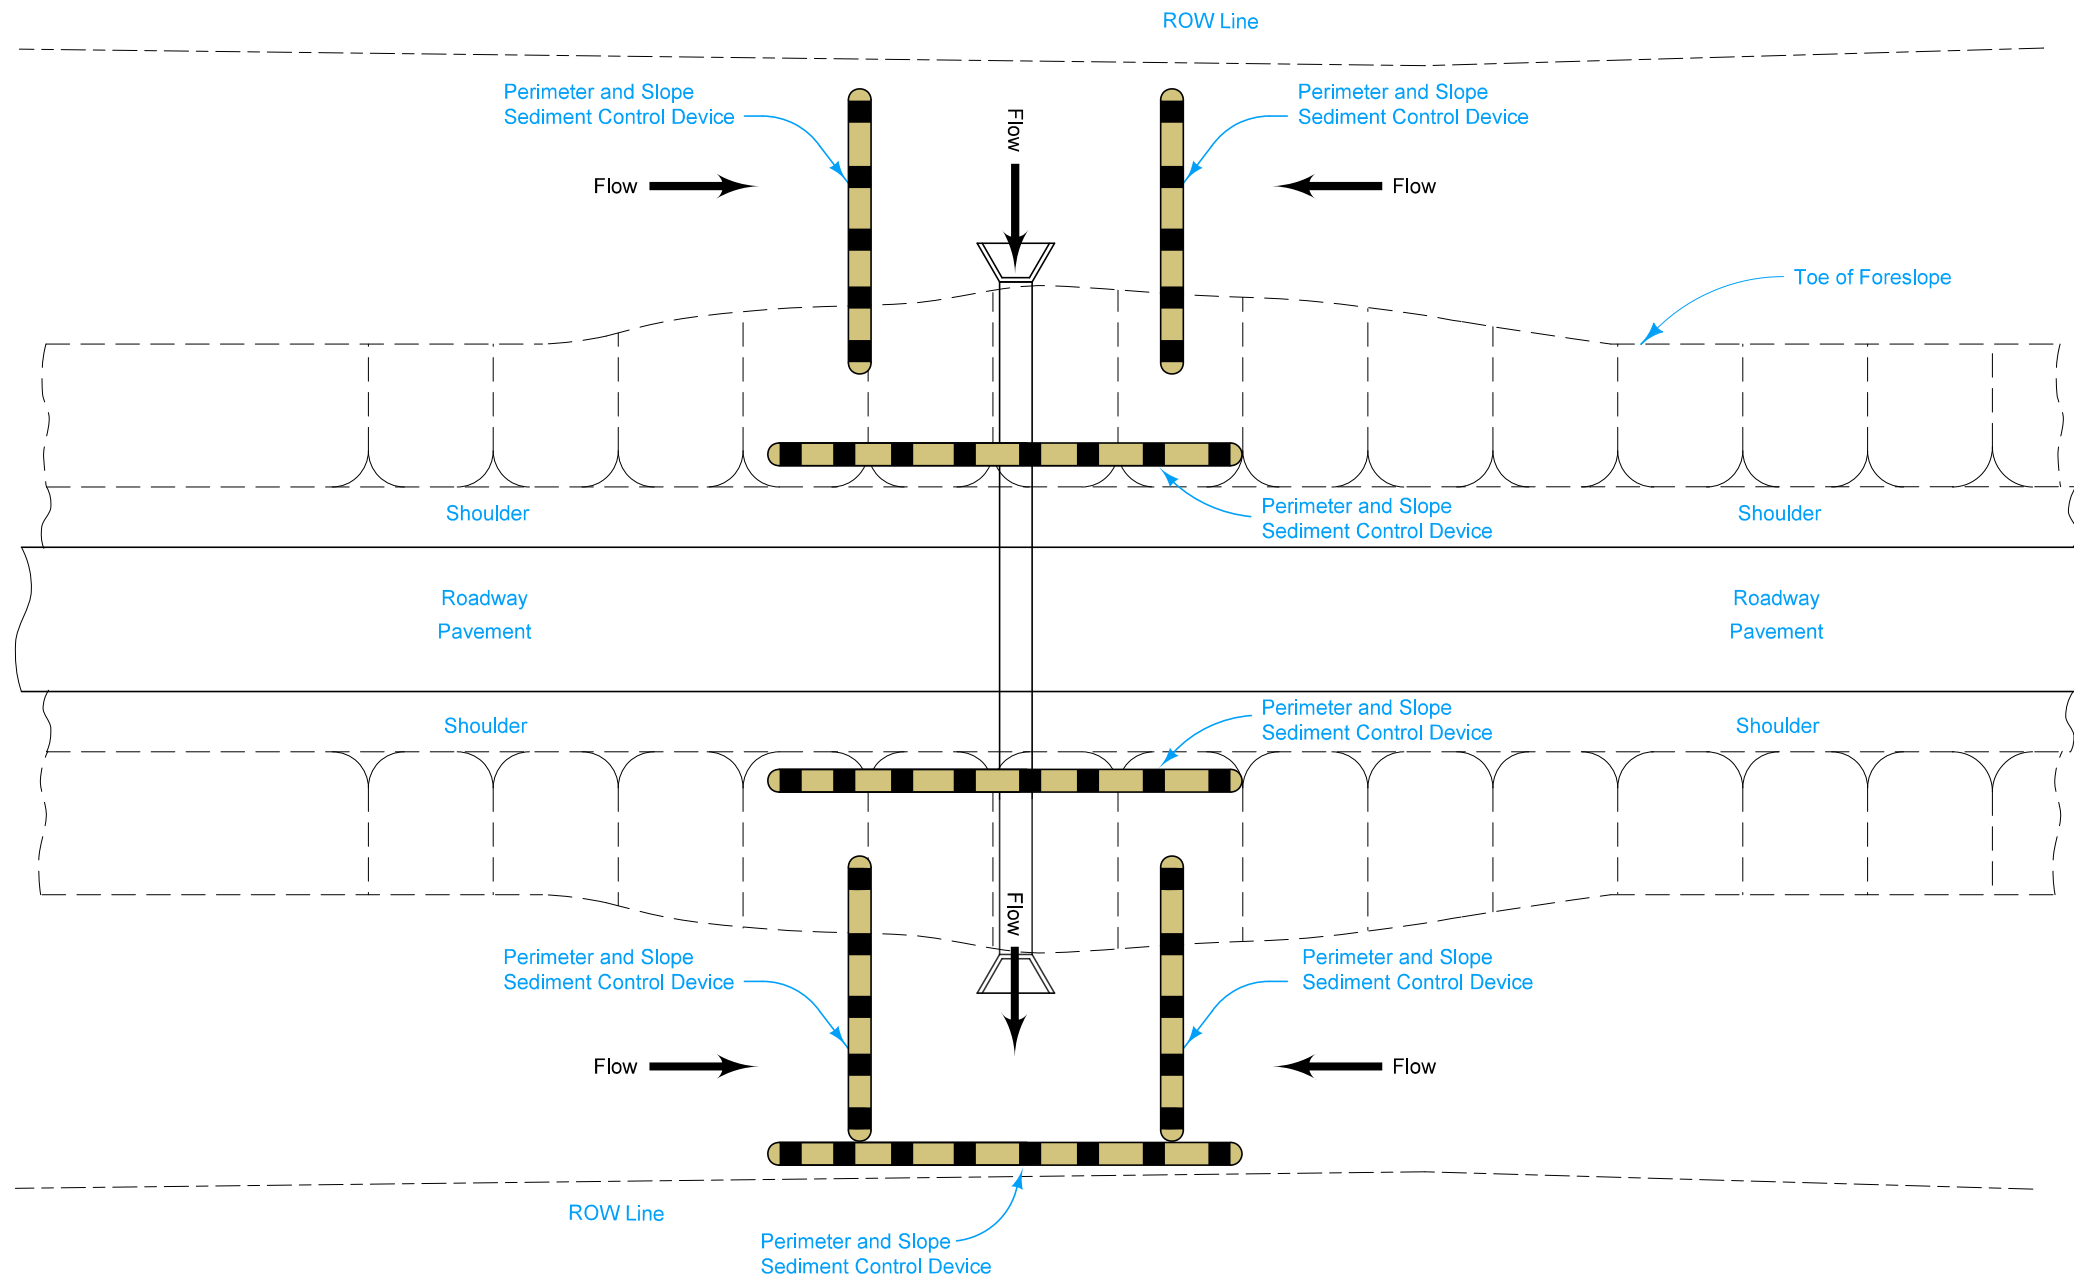 ROW Line
Perimeter and Slope
Sediment Control Device
Flow
Perimeter and Slope
Sediment Control Device
Flow
Flow
Toe of Foreslope
Shoulder
Perimeter and Slope
Sediment Control Device
Shoulder
Roadway
Pavement
Roadway
Pavement
Shoulder
Perimeter and Slope
Sediment Control Device
Shoulder
Flow
Perimeter and Slope
Sediment Control Device
Perimeter and Slope
Sediment Control Device
Flow
Flow
ROW Line
Perimeter and Slope
Sediment Control Device